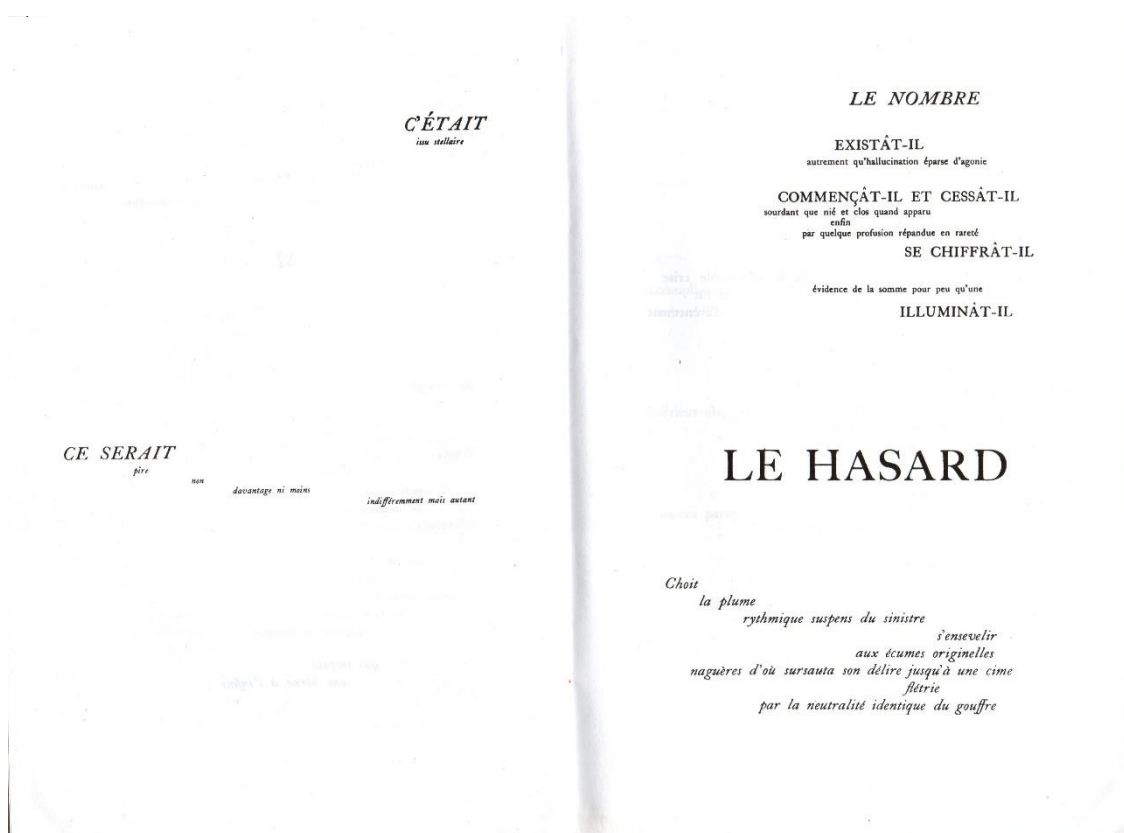 C'ÉTAIT
issu stellaire
CE SERAIT
pire
non
davantage ni moins
indifféremment mais autant
LE NOMBRE
EXISTÂT-IL
autrement qu'hallucination éparse d'agonie
COMMENÇÂT-IL ET CESSÂT-IL
sourdant que nié et clos quand apparu
enfin
par quelque profusion répandue en rareté
SE CHIFFRÂT-IL
évidence de la somme pour peu qu'une
ILLUMINÂT-IL
LE HASARD
Choit
la plume
rythmique suspens du sinistre
s'ensevelir
aux écumes originelles
naguères d'où sursauta son délire jusqu'à une cime
flétrie
par la neutralité identique du gouffre